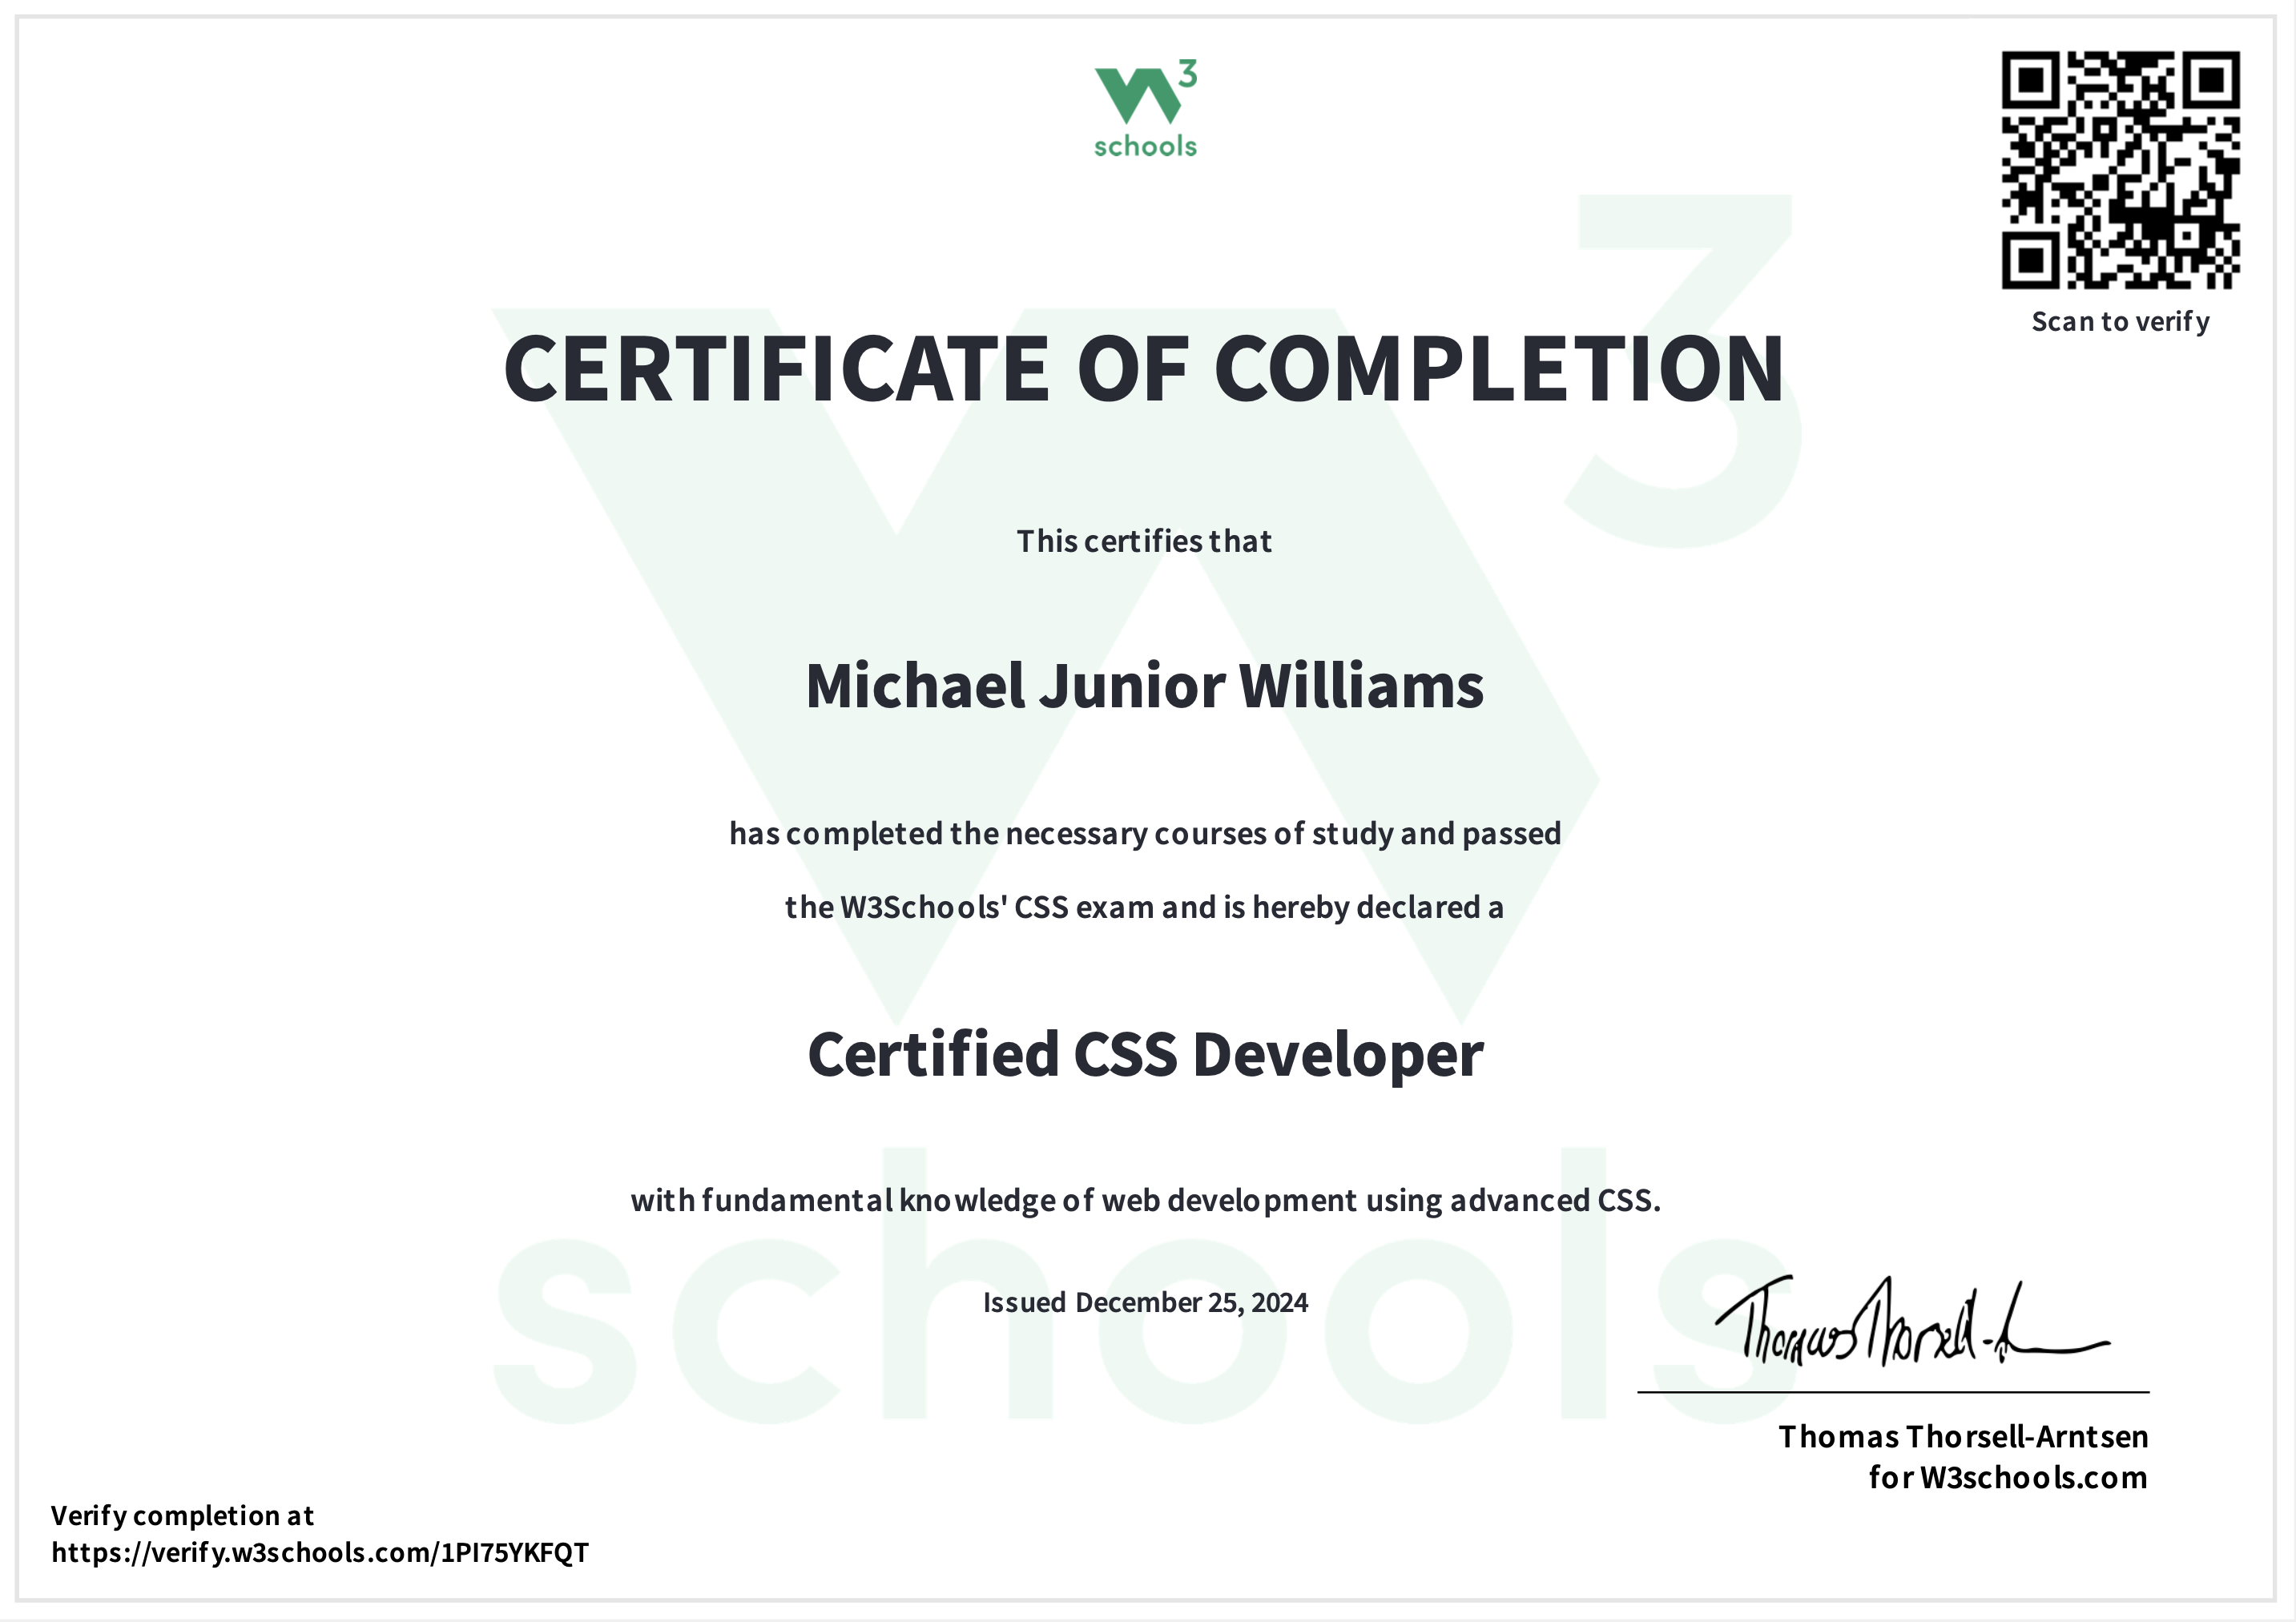 W3
schools
Scan to verify
CERTIFICATE OF COMPLETION
This certifies that
Michael Junior Williams
has completed the necessary courses of study and passed
the W3Schools' CSS exam and is hereby declared a
Certified CSS Developer
with fundamental knowledge of web development using advanced CSS.
Issued December 25, 2024
Thomas Thorsell-A
Thomas Thorsell-Arntsen
for W3schools.com
Verify completion at
https://verify.w3schools.com/1PI75YKFQT
W3
schools